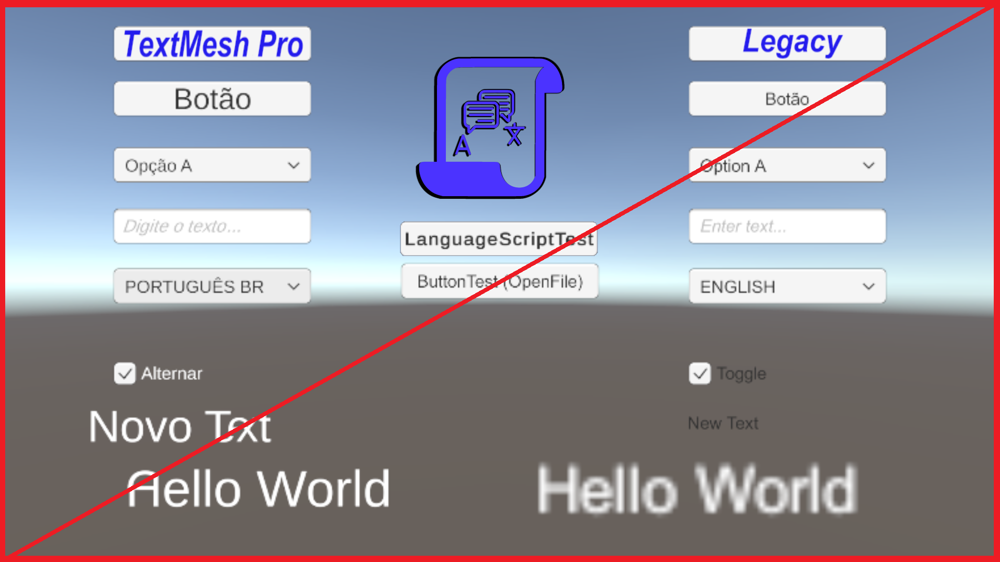 TextMesh Pro
Legacy
Botão
Botão
Opção A
Option A
Digite o texto...
Enter text...
LanguageScriptTest
PORTUGUÊS BR
ButtonTest (OpenFile)
ENGLISH
Alternar
Toggle
Novo Text
New Text
Hello World
Hello World
A 文